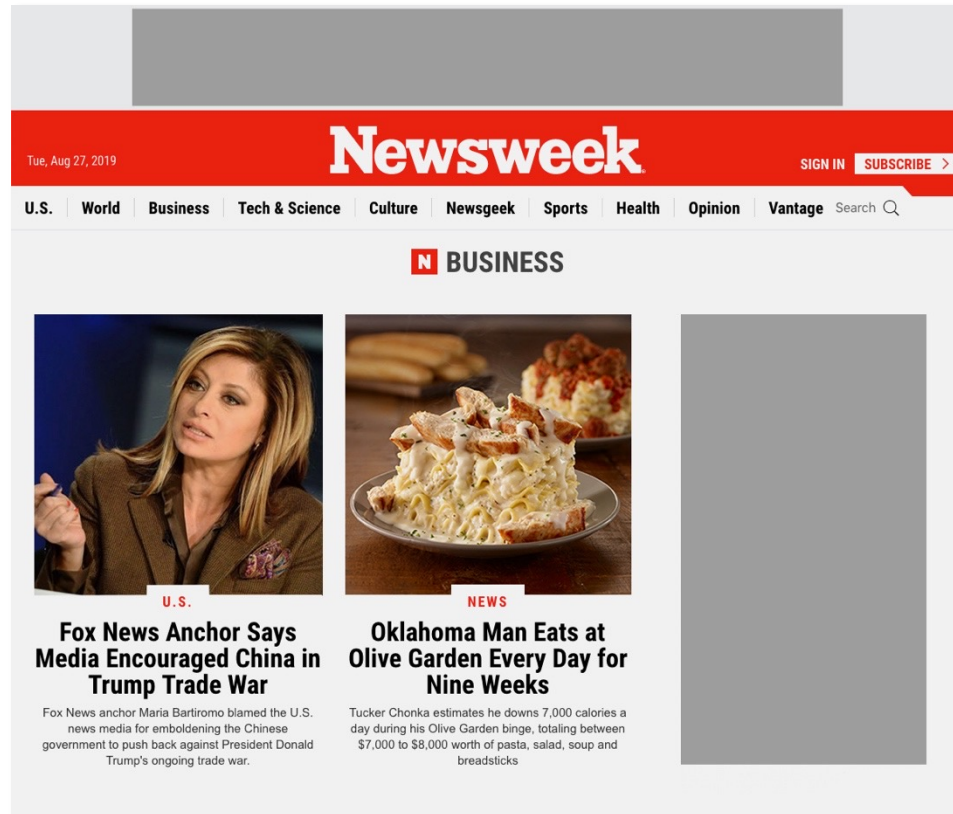 Tue, Aug 27, 2019
Newsweek
SIGN IN SUBSCRIBE >
U.S. World Business Tech & Science Culture Newsgeek Sports Health Opinion Vantage Search
N BUSINESS
U.S.
Fox News Anchor Says
Media Encouraged China in
Trump Trade War
Fox News anchor Maria Bartiromo blamed the U.S.
news media for emboldening the Chinese
government to push back against President Donald
Trump's ongoing trade war.
NEWS
Oklahoma Man Eats at
Olive Garden Every Day for
Nine Weeks
Tucker Chonka estimates he downs 7,000 calories a
day during his Olive Garden binge, totaling between
$7,000 to $8,000 worth of pasta, salad, soup and
breadsticks